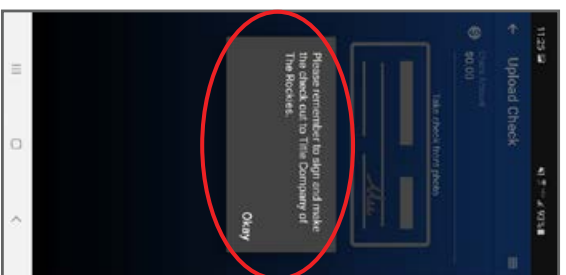 11:25
93%
Upload Check
Check Amount
$0.00
Take check front photo
Please remember to sign and make
the check out to Title Company of
The Rockies.
Okay